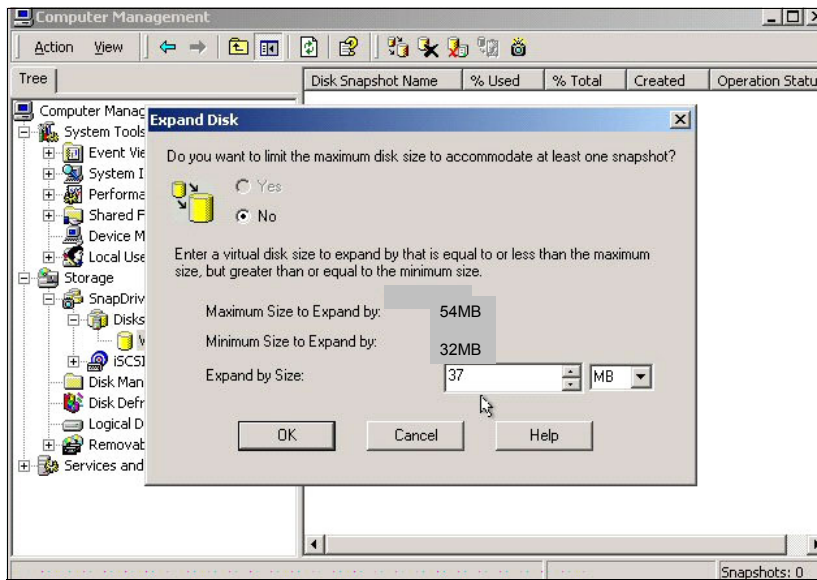 Computer Management
Action View
Tree
Disk Snapshot Name % Used % Total Created Operation Statu
Computer Manag
System Tools
Event Vie
System I
Performa
Shared F
Device M
Local Use
Storage
SnapDriv
Disks
iSCSI
Disk Man
Disk Defr
Logical D
Removab
Services and
Expand Disk
Do you want to limit the maximum disk size to accommodate at least one snapshot?
Yes
No
Enter a virtual disk size to expand by that is equal to or less than the maximum
size, but greater than or equal to the minimum size.
Maximum Size to Expand by: 54MB
Minimum Size to Expand by: 32MB
Expand by Size: 37 MB
OK Cancel Help
Snapshots: 0